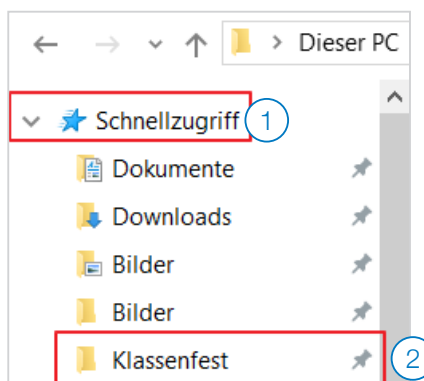 Dieser PC
Schnellzugriff 1
Dokumente
Downloads
Bilder
Bilder
Klassenfest 2